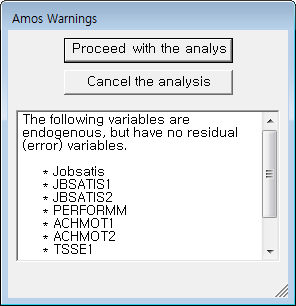 Amos Warnings
Proceed with the analys
Cancel the analysis
The following variables are
endogenous, but have no residual
(error) variables.
* Jobsatis
* JBSATIS1
* JBSATIS2
* PERFORMM
* ACHMOT1
* ACHMOT2
* TSSE1